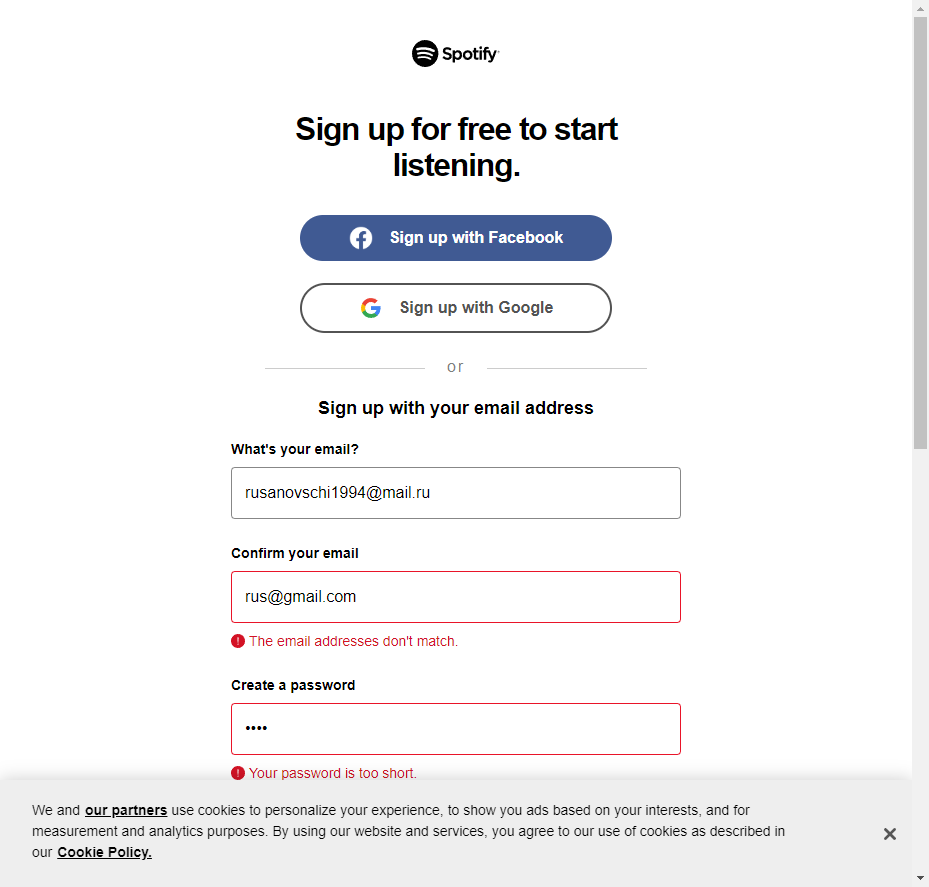 Spotify
Sign up for free to start
listening.
Sign up with Facebook
Sign up with Google
or
Sign up with your email address
What's your email?
rusanovschi1994@mail.ru
Confirm your email
rus@gmail.com
The email addresses don't match.
Create a password
••••
Your password is too short.
We and our partners use cookies to personalize your experience, to show you ads based on your interests, and for
measurement and analytics purposes. By using our website and services, you agree to our use of cookies as described in
our Cookie Policy.